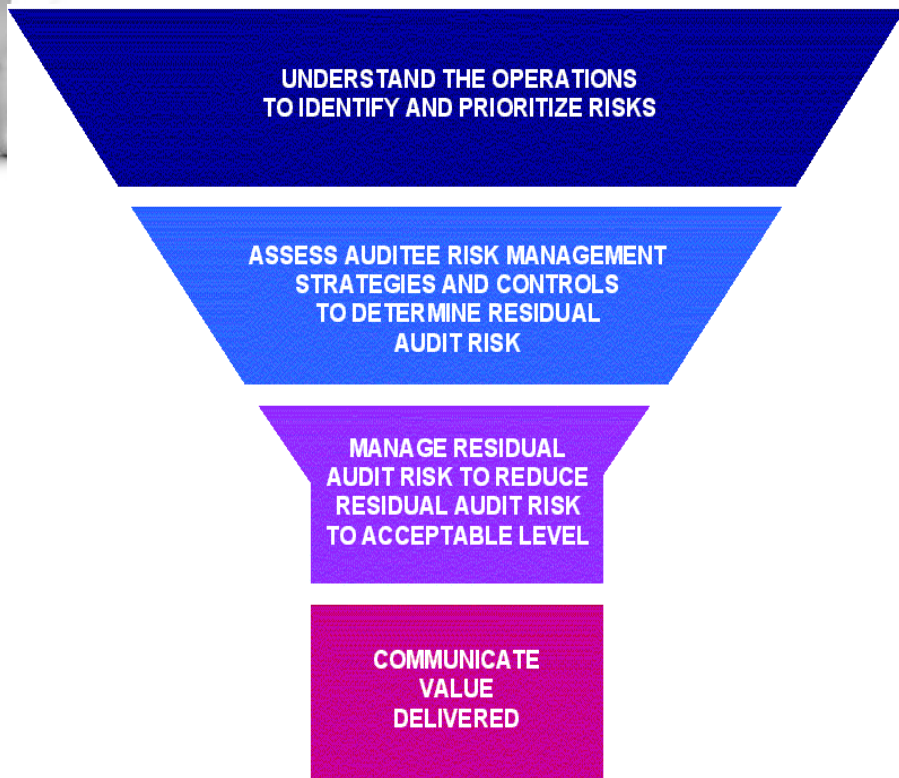 UNDERSTAND THE OPERATIONS
TO IDENTIFY AND PRIORITIZE RISKS
ASSESS AUDITEE RISK MANAGEMENT
STRATEGIES AND CONTROLS
TO DETERMINE RESIDUAL
AUDIT RISK
MANAGE RESIDUAL
AUDIT RISK TO REDUCE
RESIDUAL AUDIT RISK
TO ACCEPTABLE LEVEL
COMMUNICATE
VALUE
DELIVERED